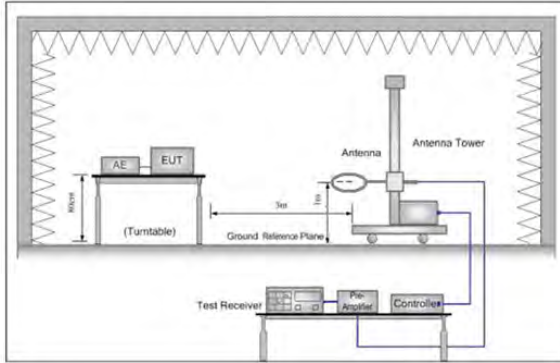 Antenna Tower
Antenna
EUT
AE
80cm
3m
1m
(Turntable)
Ground Reference Plane
Test Receiver
Pre-
Amplifier
Controller